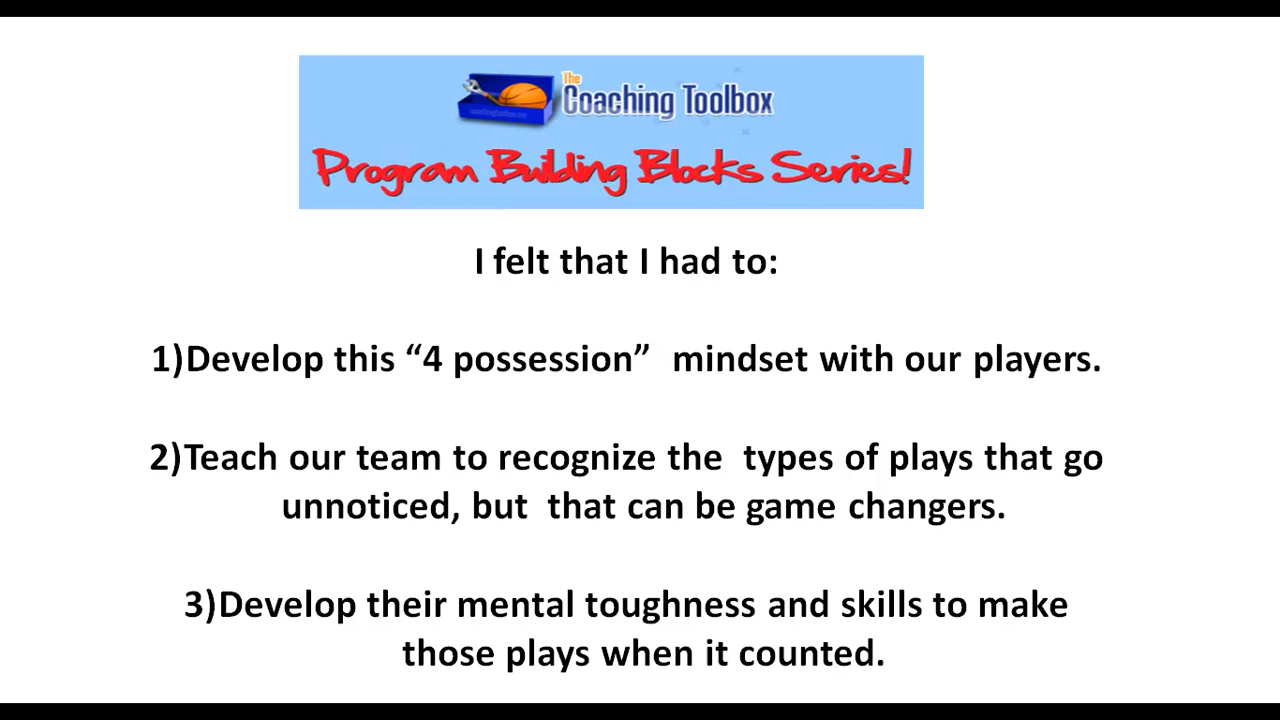 The
Coaching Toolbox
Program Building Blocks Series!
I felt that I had to:
1)Develop this “4 possession”  mindset with our players.
2)Teach our team to recognize the  types of plays that go
unnoticed, but  that can be game changers.
3)Develop their mental toughness and skills to make
those plays when it counted.